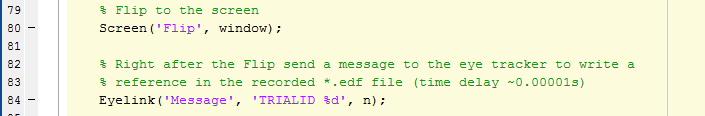 79 % Flip to the screen
80 – Screen('Flip', window);
81
82 % Right after the Flip send a message to the eye tracker to write a
83 % reference in the recorded *.edf file (time delay ~0.00001s)
84 – Eyelink('Message', 'TRIALID %d', n);